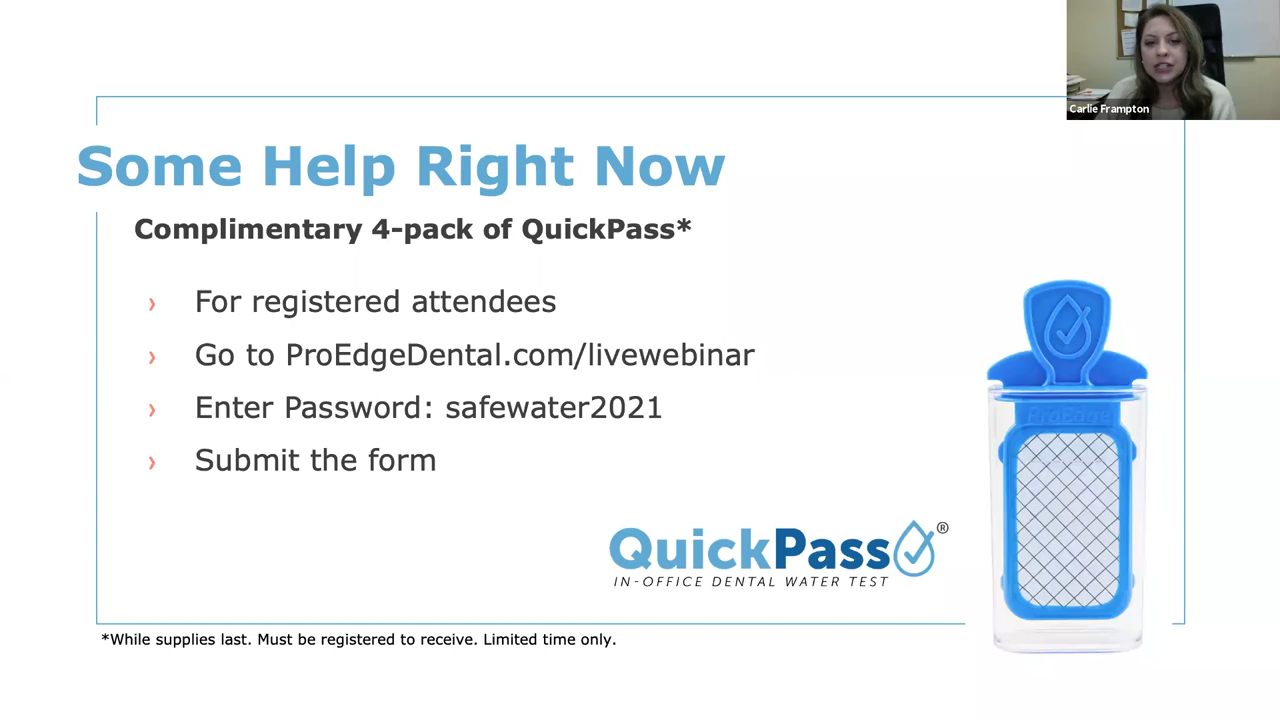 Carlie Frampton
Some Help Right Now
Complimentary 4-pack of QuickPass*
› For registered attendees
› Go to ProEdgeDental.com/livewebinar
› Enter Password: safewater2021
› Submit the form
ProEdge
QuickPass®
IN-OFFICE DENTAL WATER TEST
*While supplies last. Must be registered to receive. Limited time only.